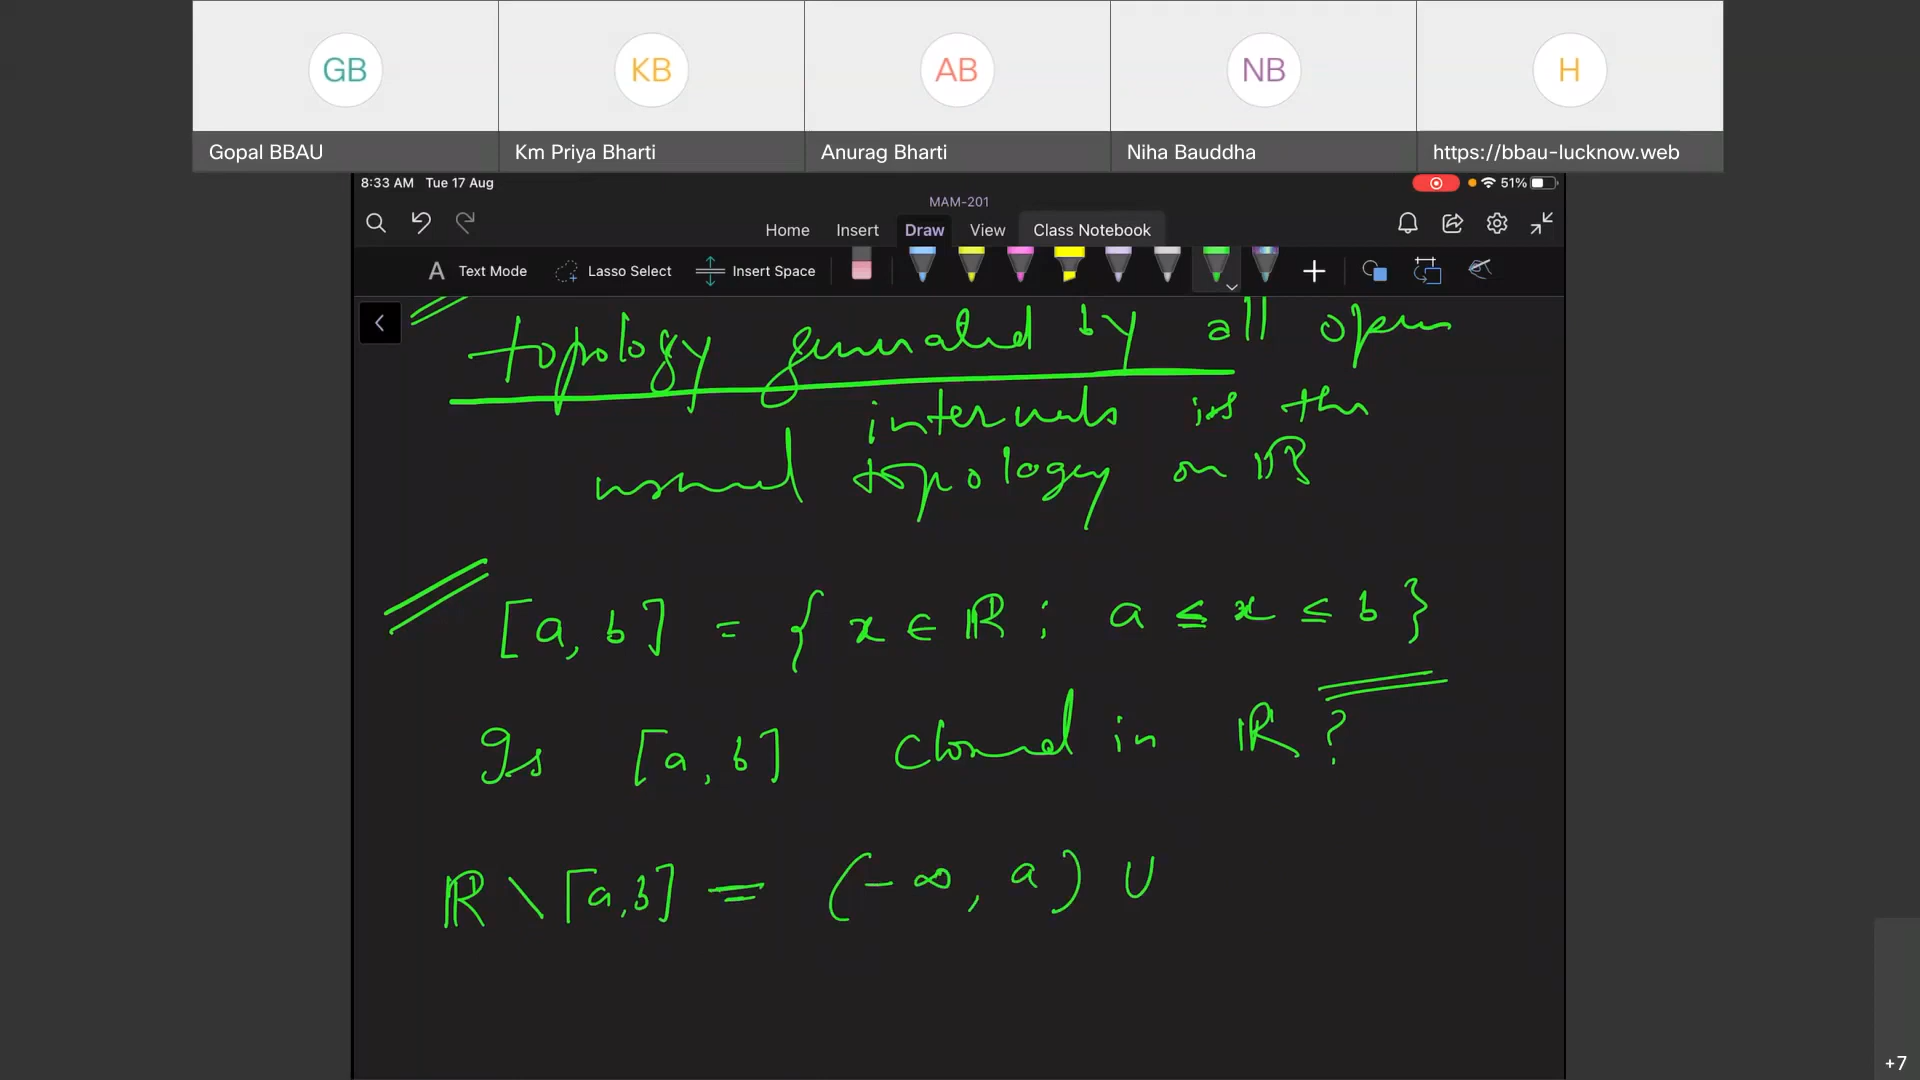 GB KB AB NB H
Gopal BBAU Km Priya Bharti Anurag Bharti Niha Bauddha https://bbau-lucknow.web
8:33 AM Tue 17 Aug 51%
MAM-201
Home Insert Draw View Class Notebook
A Text Mode Lasso Select Insert Space
topology generated by all open
intervals is the
usual topology on ℝ
[a, b] = { x ∈ ℝ ; a ≤ x ≤ b }
Is [a, b] closed in ℝ ?
ℝ \ [a,b] = (-∞, a) ∪
+7